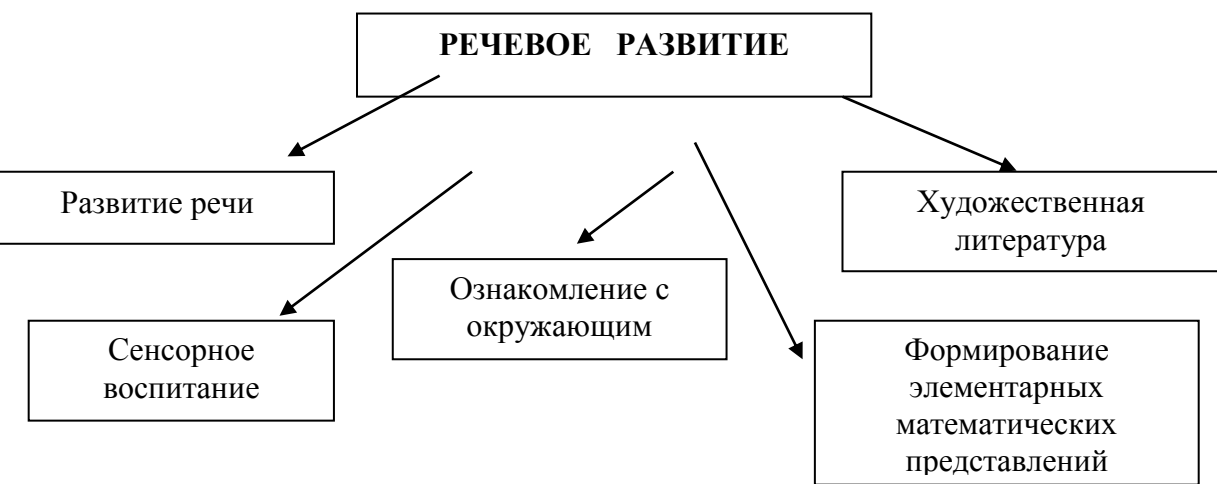 РЕЧЕВОЕ РАЗВИТИЕ
Развитие речи
Художественная
литература
Ознакомление с
окружающим
Сенсорное
воспитание
Формирование
элементарных
математических
представлений